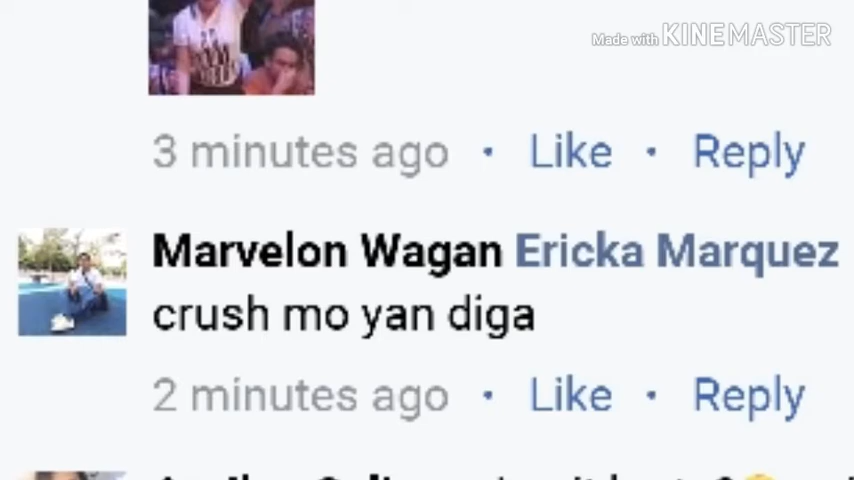 Made with KINEMASTER
3 minutes ago · Like · Reply
Marvelon Wagan Ericka Marquez
crush mo yan diga
2 minutes ago · Like · Reply